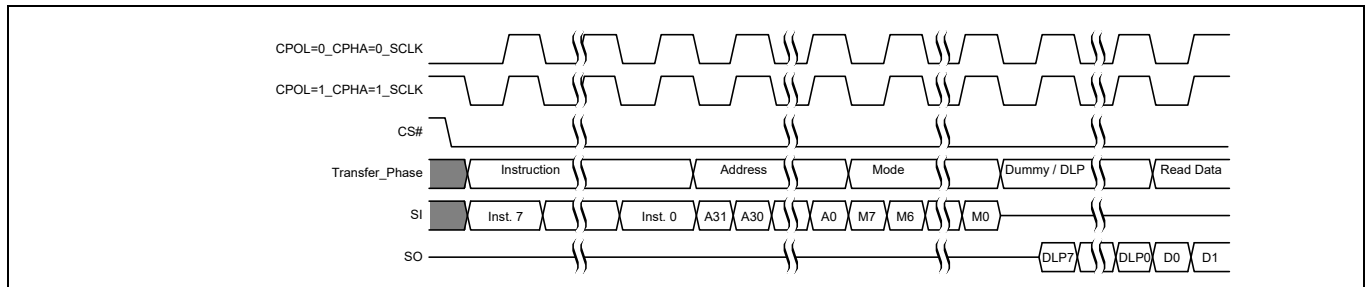 CPOL=0_CPHA=0_SCLK
CPOL=1_CPHA=1_SCLK
CS#
Transfer_Phase Instruction Address Mode Dummy / DLP Read Data
SI Inst. 7 Inst. 0 A31 A30 A0 M7 M6 M0
SO DLP7 DLP0 D0 D1